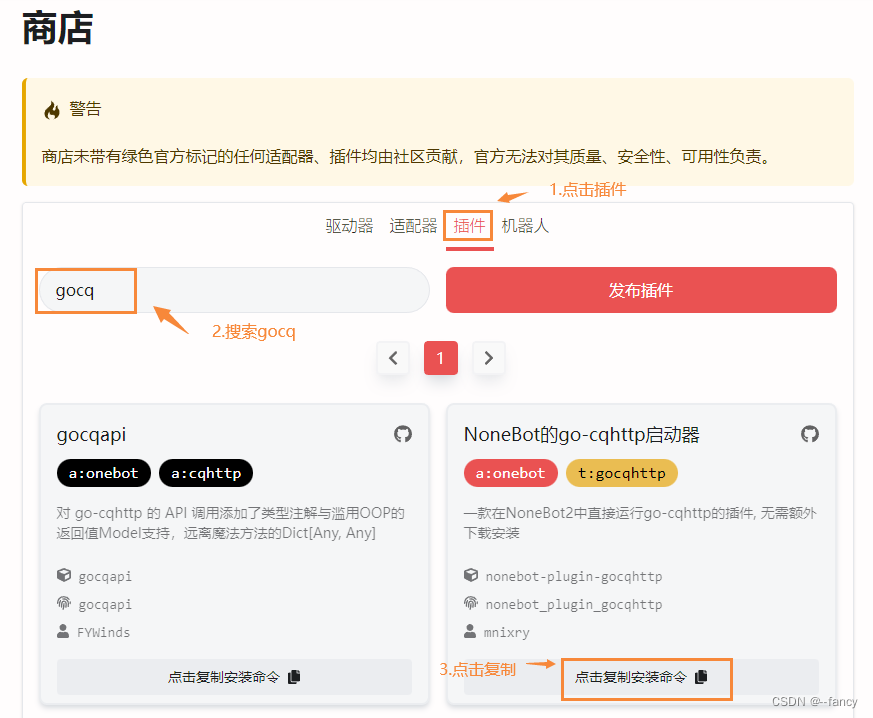 商店
警告
商店未带有绿色官方标记的任何适配器、插件均由社区贡献，官方无法对其质量、安全性、可用性负责。
1.点击插件
驱动器 适配器 插件 机器人
gocq
发布插件
2.搜索gocq
1
gocqapi
a:onebot a:cqhttp
对 go-cqhttp 的 API 调用添加了类型注解与滥用OOP的
返回值Model支持，远离魔法方法的Dict[Any, Any]
gocqapi
gocqapi
FYWinds
点击复制安装命令
NoneBot的go-cqhttp启动器
a:onebot t:gocqhttp
一款在NoneBot2中直接运行go-cqhttp的插件, 无需额外
下载安装
nonebot-plugin-gocqhttp
nonebot_plugin_gocqhttp
mnixry
3.点击复制
点击复制安装命令
CSDN @--fancy